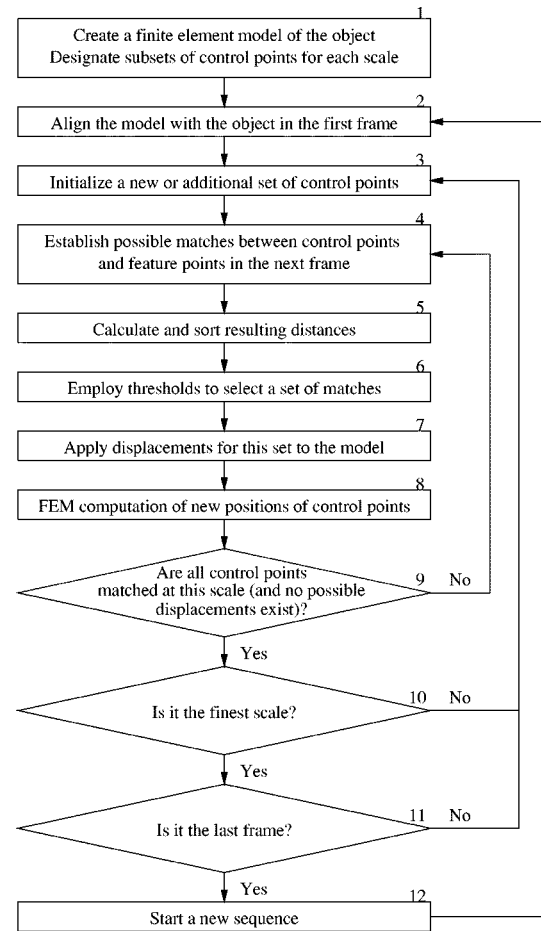 1
Create a finite element model of the object
Designate subsets of control points for each scale
2
Align the model with the object in the first frame
3
Initialize a new or additional set of control points
4
Establish possible matches between control points
and feature points in the next frame
5
Calculate and sort resulting distances
6
Employ thresholds to select a set of matches
7
Apply displacements for this set to the model
8
FEM computation of new positions of control points
Are all control points
matched at this scale (and no possible
displacements exist)?
9 No
Yes
10 No
Is it the finest scale?
Yes
11 No
Is it the last frame?
Yes
12
Start a new sequence